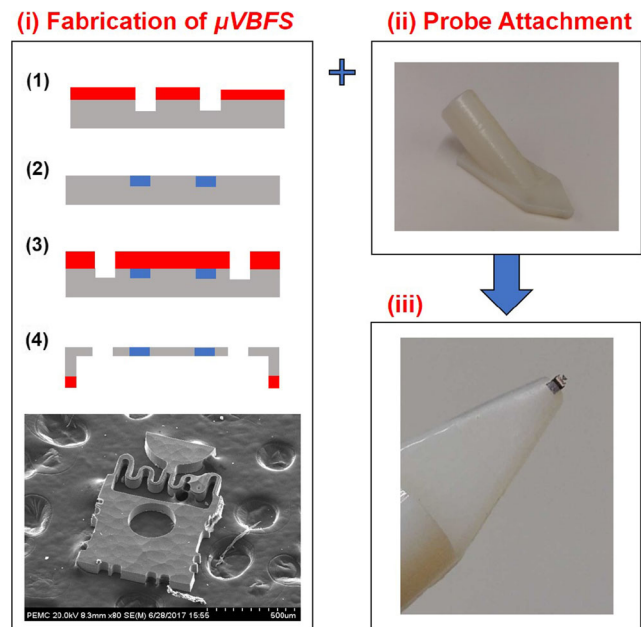 (i) Fabrication of μVBFS
(ii) Probe Attachment
(1)
(2)
(3)
(4)
(iii)
PEMC 20.0kV 8.3mm x80 SE(M) 6/28/2017 15:55
500um